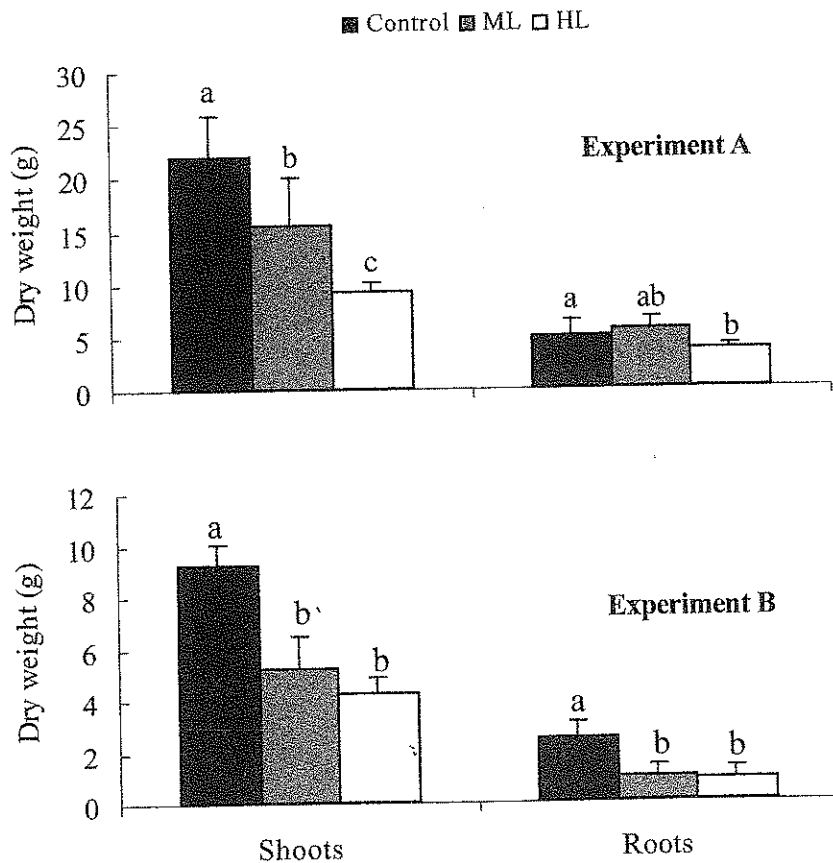 Control ML HL
30
25
20
15
10
5
0
Dry weight (g)
Experiment A
a
b
c
a
ab
b
12
10
8
6
4
2
0
Dry weight (g)
Experiment B
a
b
b
a
b
b
Shoots
Roots